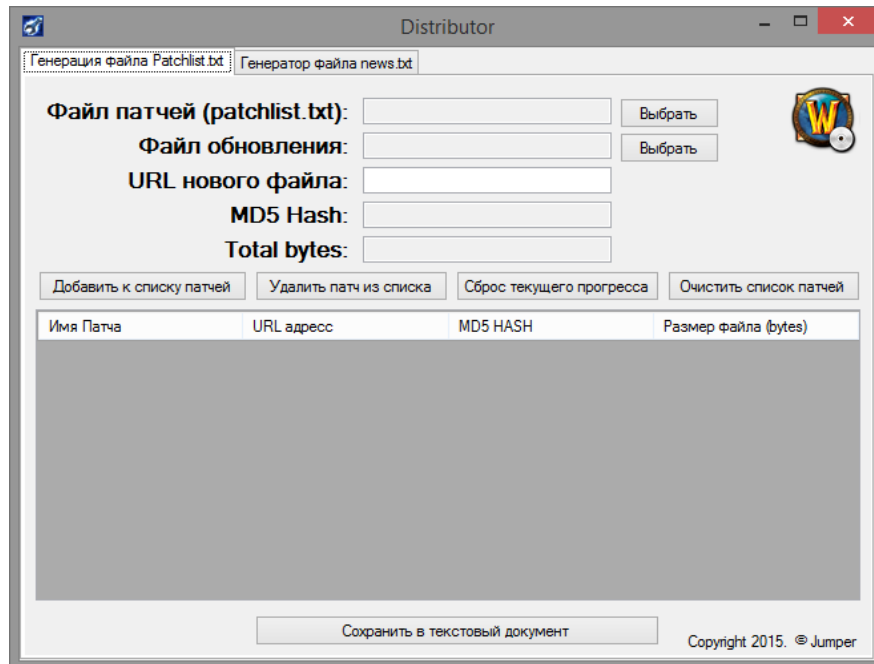 Distributor
Генерация файла Patchlist.txt Генератор файла news.txt
Файл патчей (patchlist.txt): Выбрать
Файл обновления: Выбрать
URL нового файла:
MD5 Hash:
Total bytes:
Добавить к списку патчей Удалить патч из списка Сброс текущего прогресса Очистить список патчей
Имя Патча URL адресс MD5 HASH Размер файла (bytes)
Сохранить в текстовый документ
Copyright 2015. © Jumper